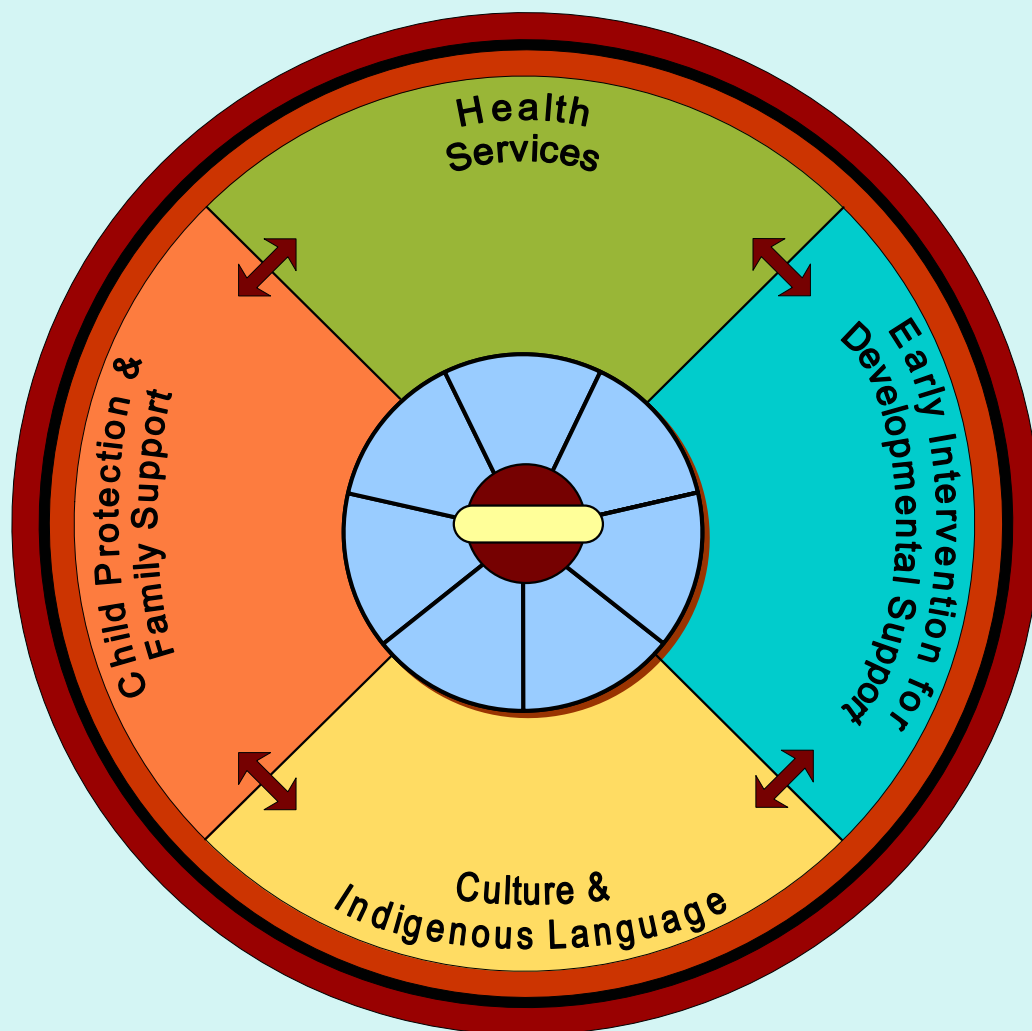 Health
Services
Early Intervention for
Developmental Support
Culture &
Indigenous Language
Child Protection &
Family Support